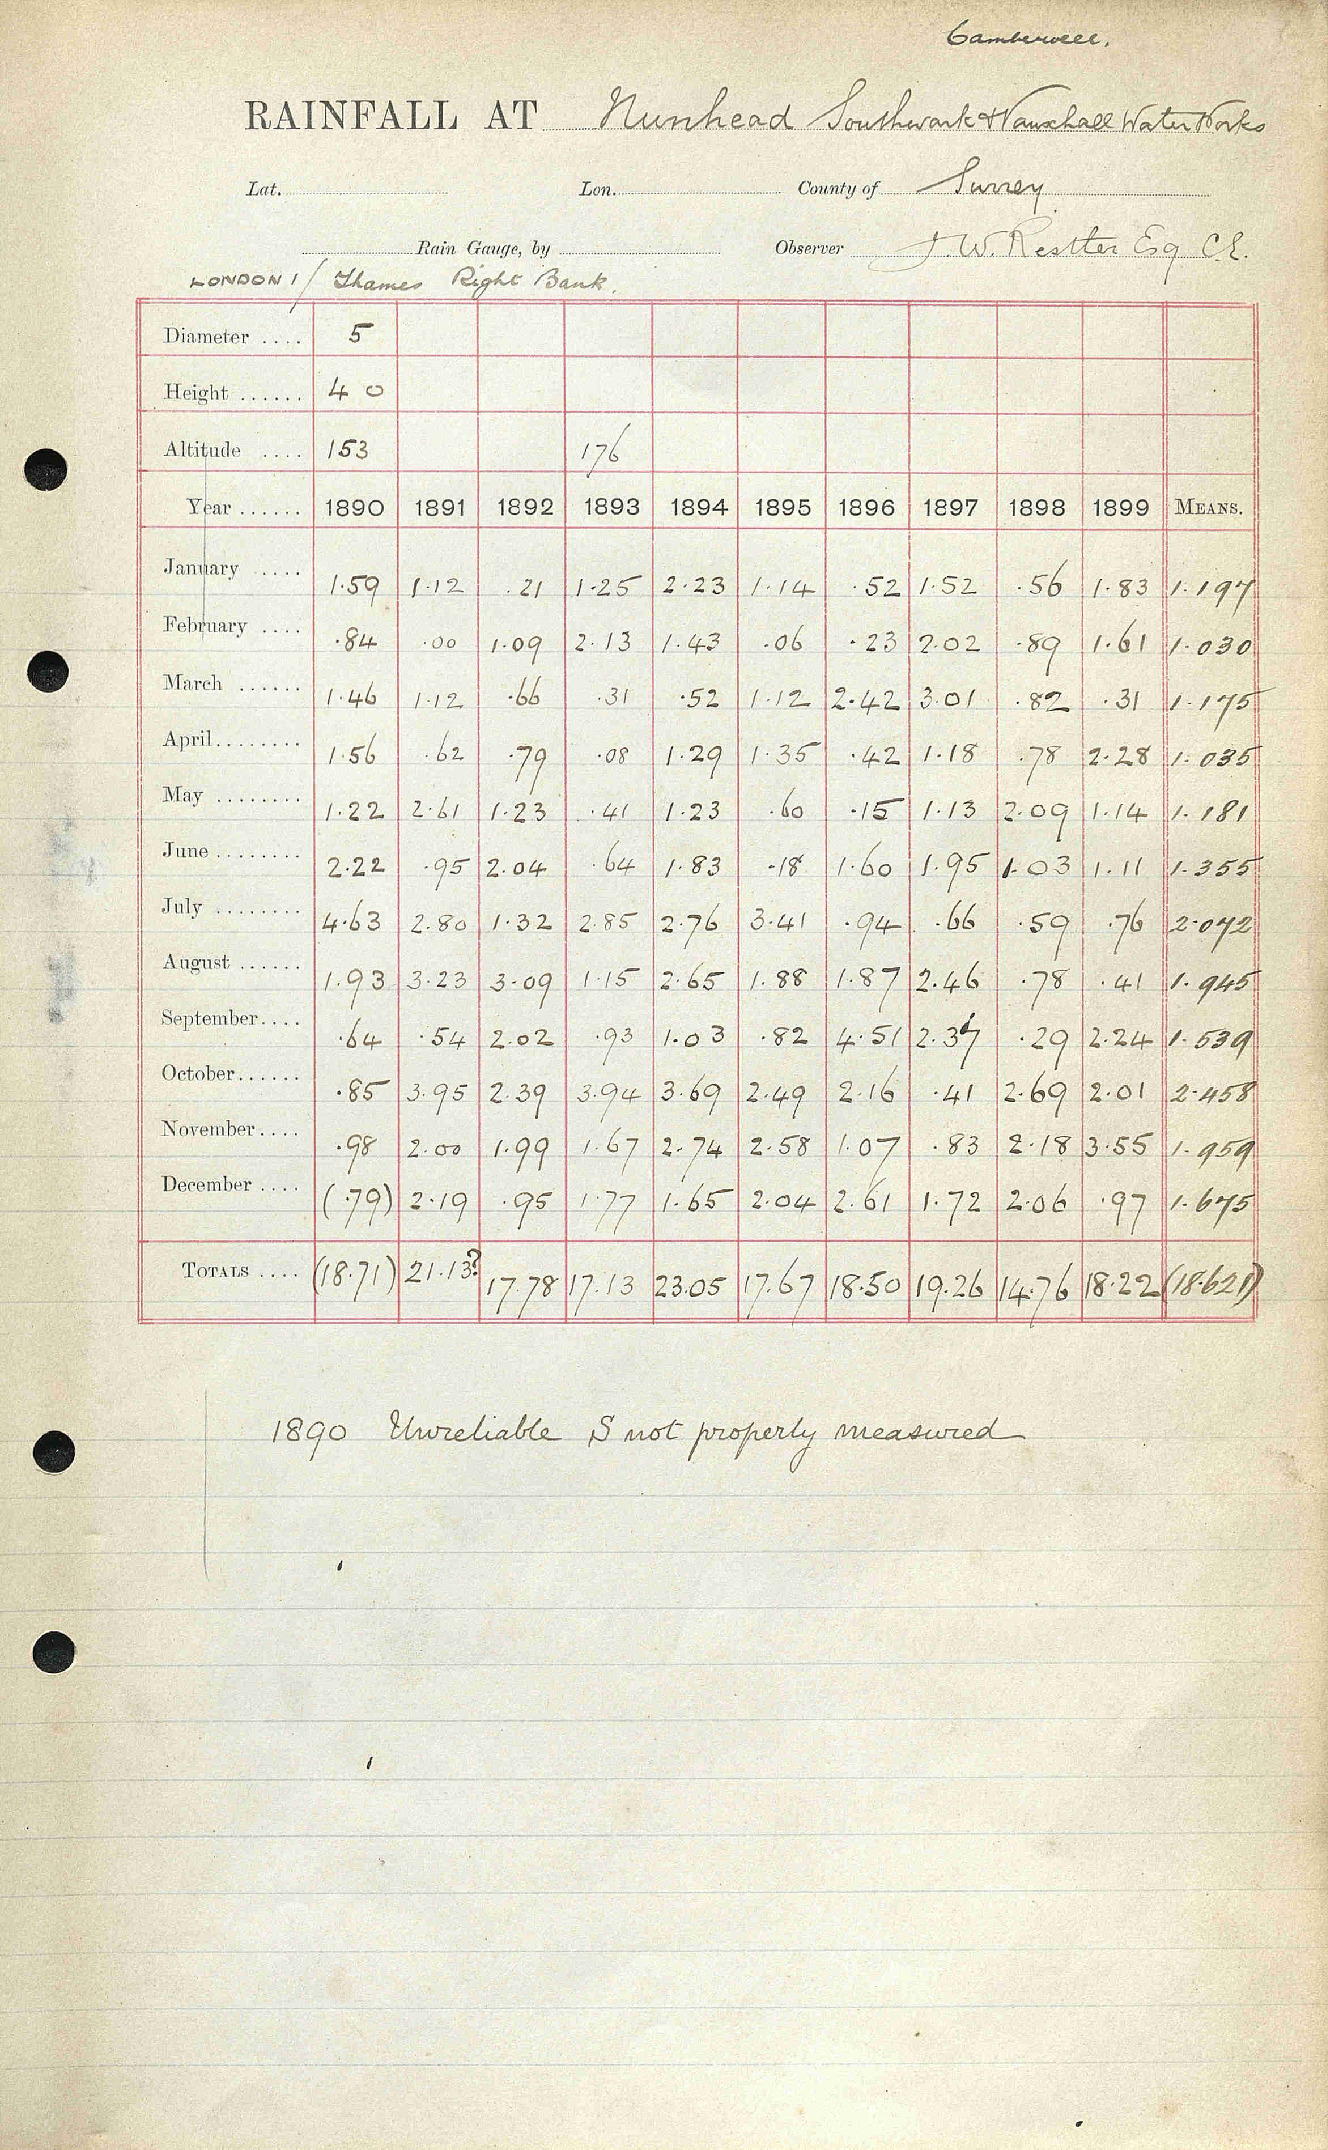 Camberwell.
RAINFALL AT Nunhead Southwark & Vauxhall Water Works
Lat. Lon. County of Surrey
Rain Gauge, by Observer J. W. Restler Esq C.E.
LONDON 1 / Thames Right Bank.
Diameter .... 5
Height ...... 4 0
Altitude .... 153 176
Year ...... 1890 1891 1892 1893 1894 1895 1896 1897 1898 1899 MEANS.
January ..... 1.59 1.12 .21 1.25 2.23 1.14 .52 1.52 .56 1.83 1.197
February .... .84 .00 1.09 2.13 1.43 .06 .23 2.02 .89 1.61 1.030
March ...... 1.46 1.12 .66 .31 .52 1.12 2.42 3.01 .82 .31 1.175
April........ 1.56 .62 .79 .08 1.29 1.35 .42 1.18 .78 2.28 1.035
May ........ 1.22 2.61 1.23 .41 1.23 .60 .15 1.13 2.09 1.14 1.181
June ........ 2.22 .95 2.04 .64 1.83 .18 1.60 1.95 1.03 1.11 1.355
July ........ 4.63 2.80 1.32 2.85 2.76 3.41 .94 .66 .59 .76 2.072
August ...... 1.93 3.23 3.09 1.15 2.65 1.88 1.87 2.46 .78 .41 1.945
September.... .64 .54 2.02 .93 1.03 .82 4.51 2.37 .29 2.24 1.539
October...... .85 3.95 2.39 3.94 3.69 2.49 2.16 .41 2.69 2.01 2.458
November.... .98 2.00 1.99 1.67 2.74 2.58 1.07 .83 2.18 3.55 1.959
December .... (.79) 2.19 .95 1.77 1.65 2.04 2.61 1.72 2.06 .97 1.675
TOTALS .... (18.71) 21.13? 17.78 17.13 23.05 17.67 18.50 19.26 14.76 18.22 (18.621)
1890 Unreliable S not properly measured